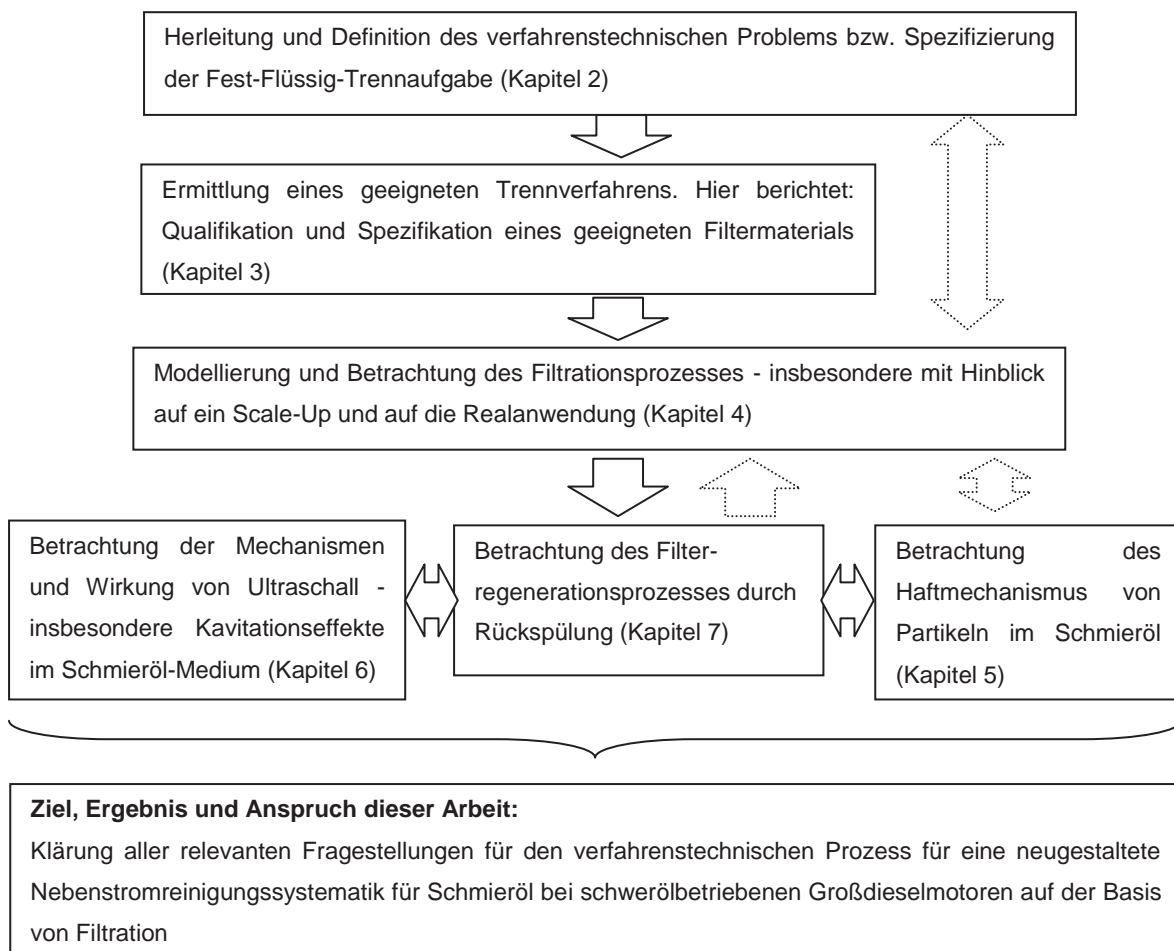 Herleitung und Definition des verfahrenstechnischen Problems bzw. Spezifizierung
der Fest-Flüssig-Trennaufgabe (Kapitel 2)
Ermittlung eines geeigneten Trennverfahrens. Hier berichtet:
Qualifikation und Spezifikation eines geeigneten Filtermaterials
(Kapitel 3)
Modellierung und Betrachtung des Filtrationsprozesses - insbesondere mit Hinblick
auf ein Scale-Up und auf die Realanwendung (Kapitel 4)
Betrachtung der Mechanismen
und Wirkung von Ultraschall -
insbesondere Kavitationseffekte
im Schmieröl-Medium (Kapitel 6)
Betrachtung des Filter-
regenerationsprozesses durch
Rückspülung (Kapitel 7)
Betrachtung des
Haftmechanismus von
Partikeln im Schmieröl
(Kapitel 5)
Ziel, Ergebnis und Anspruch dieser Arbeit:
Klärung aller relevanten Fragestellungen für den verfahrenstechnischen Prozess für eine neugestaltete
Nebenstromreinigungssystematik für Schmieröl bei schwerölbetriebenen Großdieselmotoren auf der Basis
von Filtration